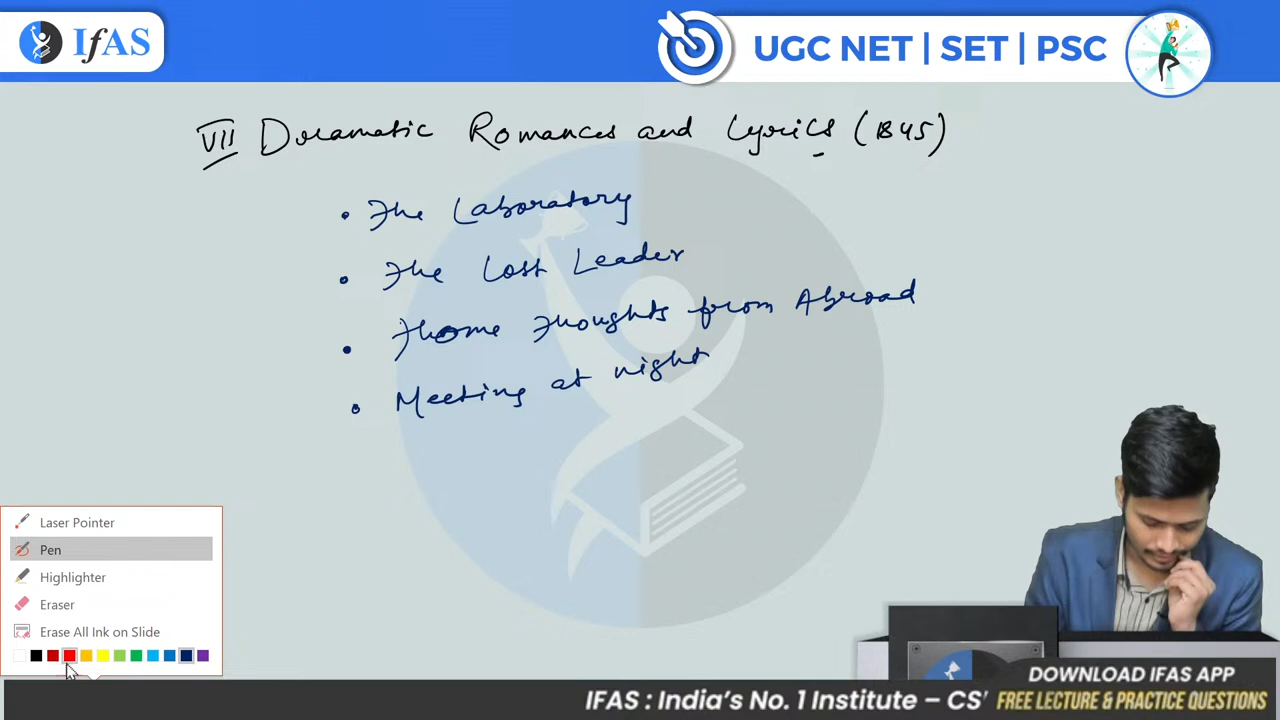 IfAS
UGC NET | SET | PSC
VII Dramatic Romances and Lyrics (1845)
• The Laboratory
• The Lost Leader
• Home Thoughts from Abroad
• Meeting at night
Laser Pointer
Pen
Highlighter
Eraser
Erase All Ink on Slide
DOWNLOAD IFAS APP
IFAS : India's No. 1 Institute – CS'
FREE LECTURE & PRACTICE QUESTIONS